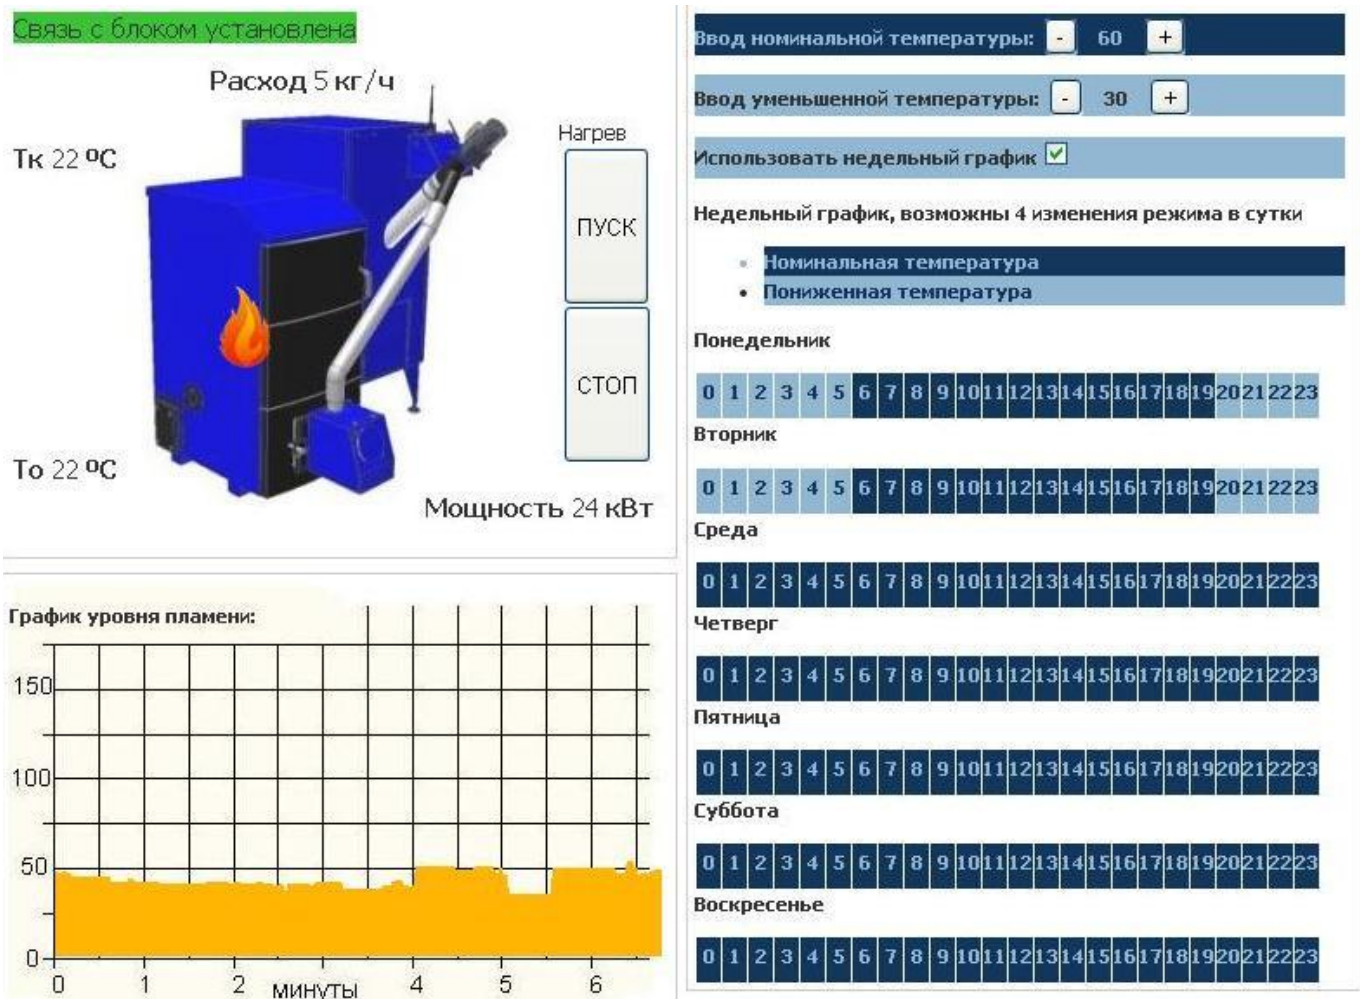 Связь с блоком установлена
Расход 5 кг/ч
Тк 22 ºС
Нагрев
ПУСК
СТОП
То 22 ºС
Мощность 24 кВт
График уровня пламени:
150
100
50
0
0 1 2 минуты 4 5 6
Ввод номинальной температуры: - 60 +
Ввод уменьшенной температуры: - 30 +
Использовать недельный график
Недельный график, возможны 4 изменения режима в сутки
Номинальная температура
Пониженная температура
Понедельник
0 1 2 3 4 5 6 7 8 9 10 11 12 13 14 15 16 17 18 19 20 21 22 23
Вторник
0 1 2 3 4 5 6 7 8 9 10 11 12 13 14 15 16 17 18 19 20 21 22 23
Среда
0 1 2 3 4 5 6 7 8 9 10 11 12 13 14 15 16 17 18 19 20 21 22 23
Четверг
0 1 2 3 4 5 6 7 8 9 10 11 12 13 14 15 16 17 18 19 20 21 22 23
Пятница
0 1 2 3 4 5 6 7 8 9 10 11 12 13 14 15 16 17 18 19 20 21 22 23
Суббота
0 1 2 3 4 5 6 7 8 9 10 11 12 13 14 15 16 17 18 19 20 21 22 23
Воскресенье
0 1 2 3 4 5 6 7 8 9 10 11 12 13 14 15 16 17 18 19 20 21 22 23